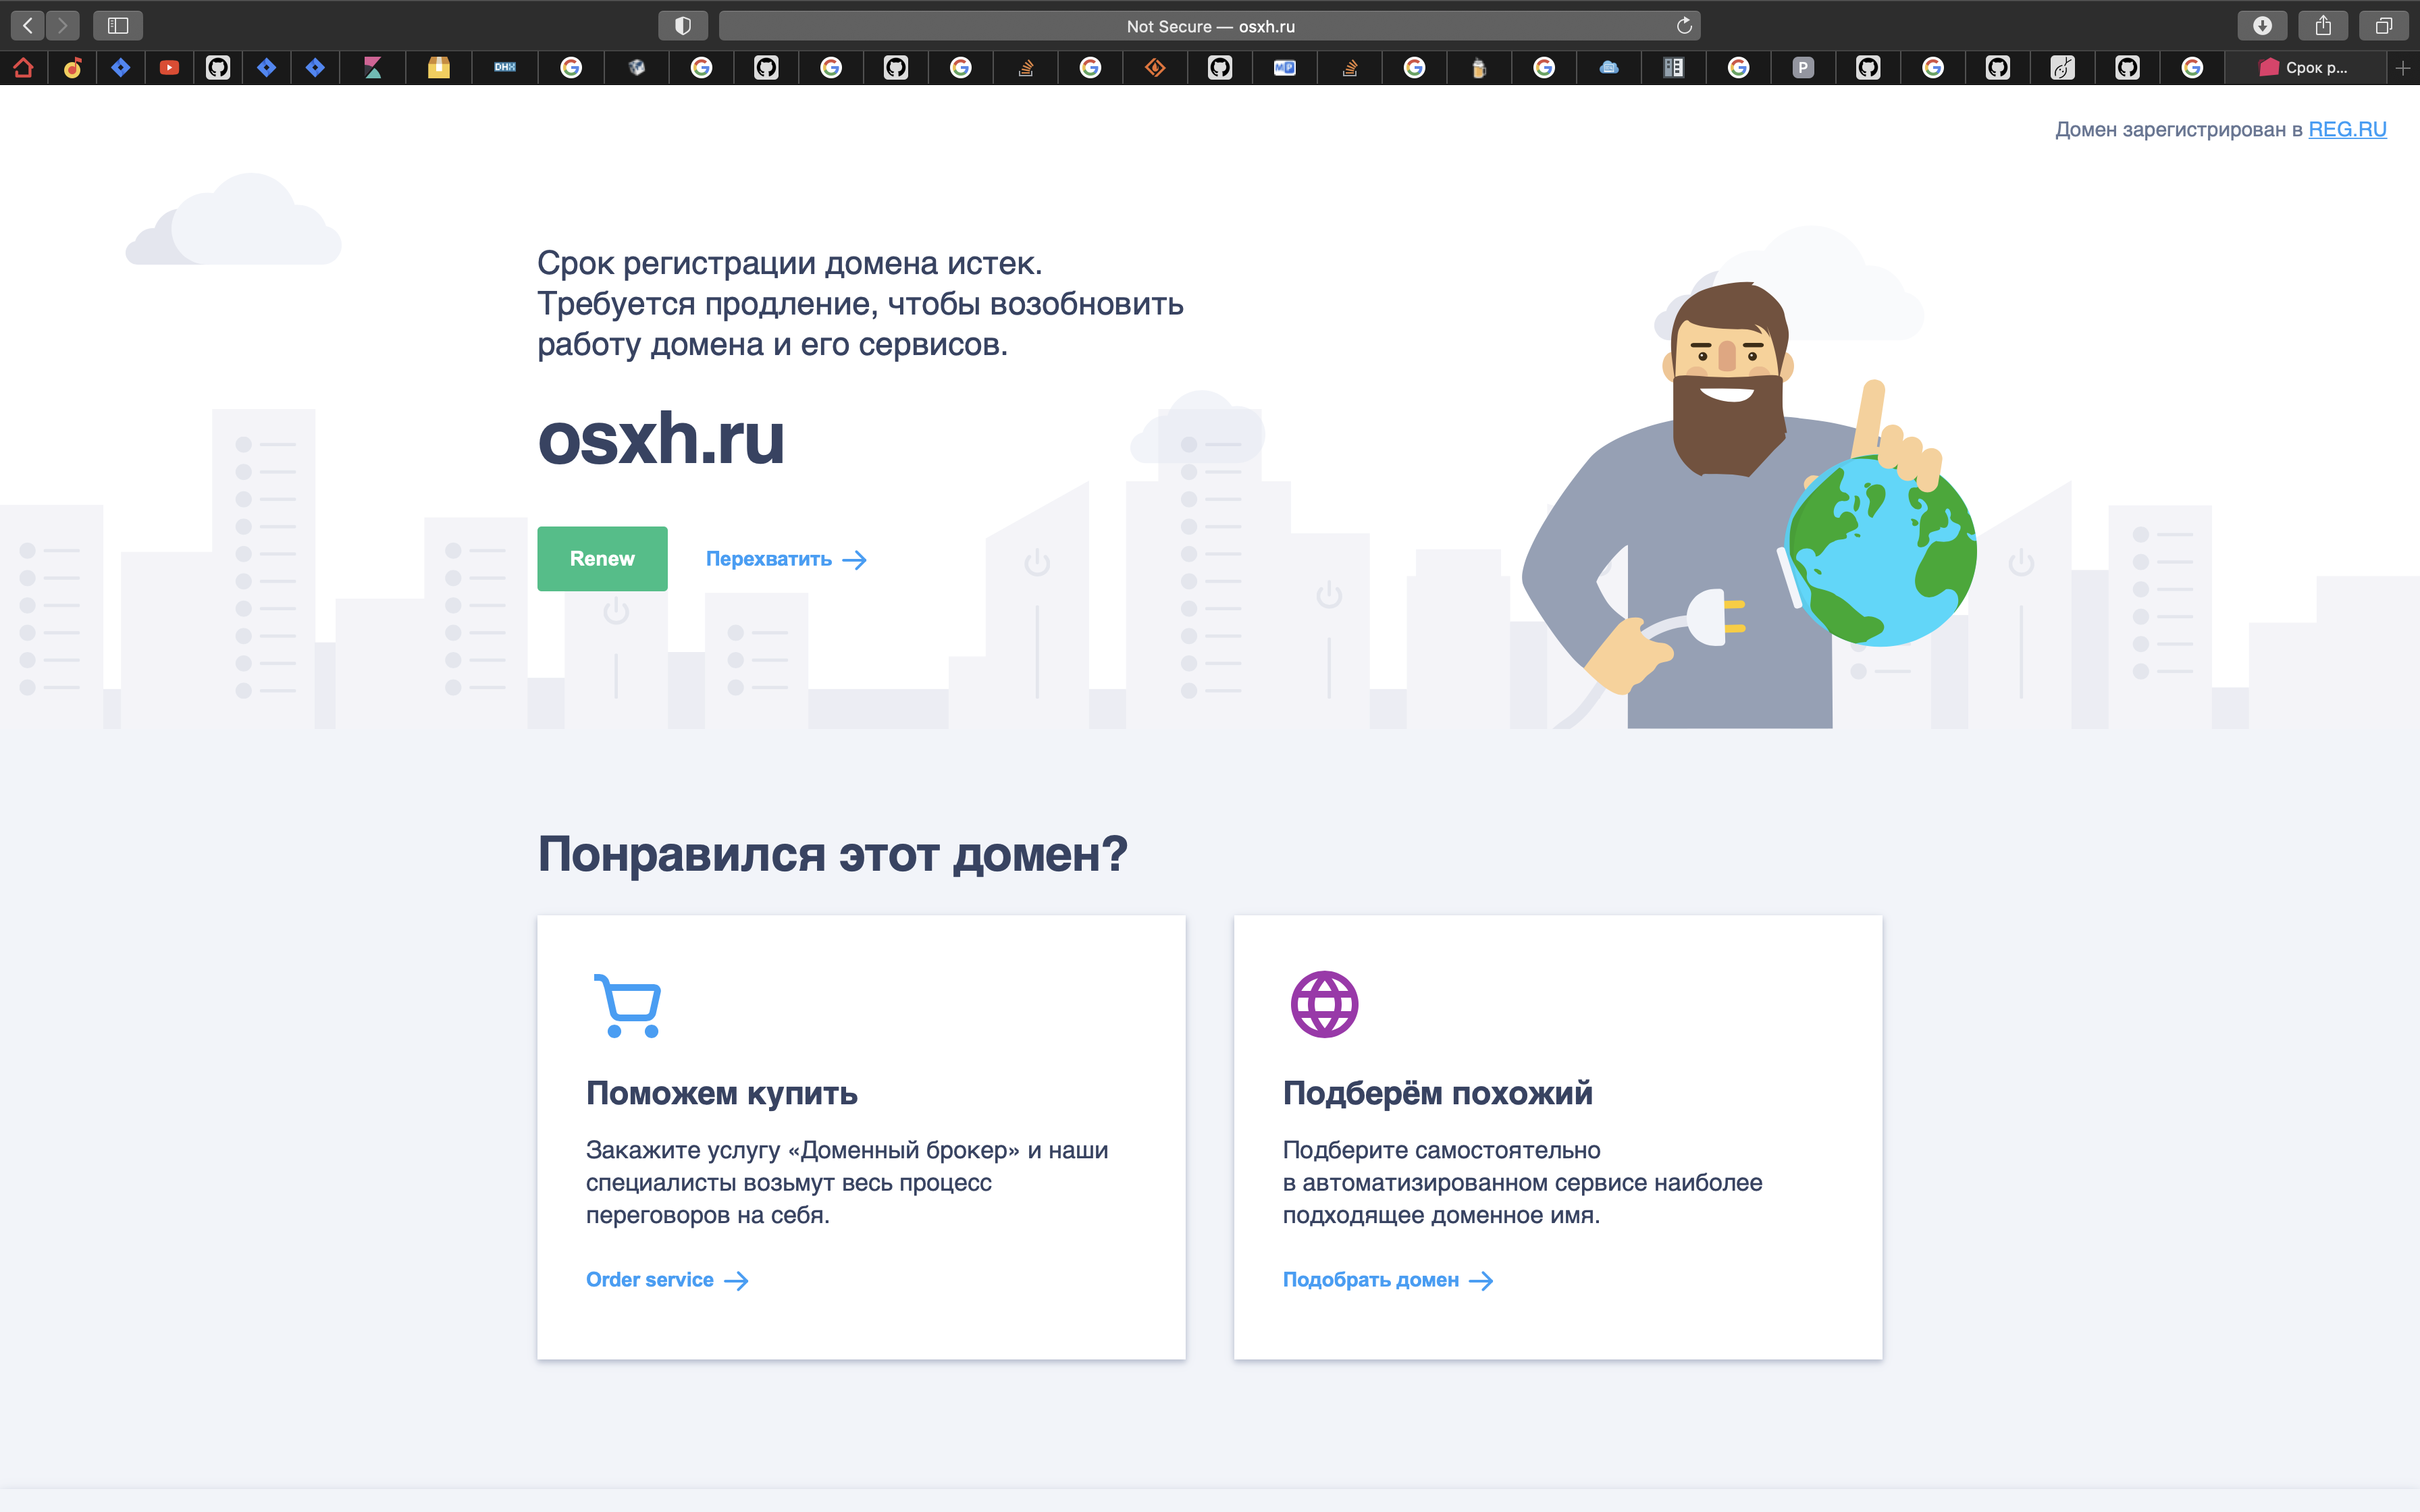 Not Secure — osxh.ru
DHX
MP
P
Срок р...
Домен зарегистрирован в REG.RU
Срок регистрации домена истек.
Требуется продление, чтобы возобновить
работу домена и его сервисов.
osxh.ru
Renew
Перехватить
Понравился этот домен?
Поможем купить
Закажите услугу «Доменный брокер» и наши
специалисты возьмут весь процесс
переговоров на себя.
Order service
Подберём похожий
Подберите самостоятельно
в автоматизированном сервисе наиболее
подходящее доменное имя.
Подобрать домен